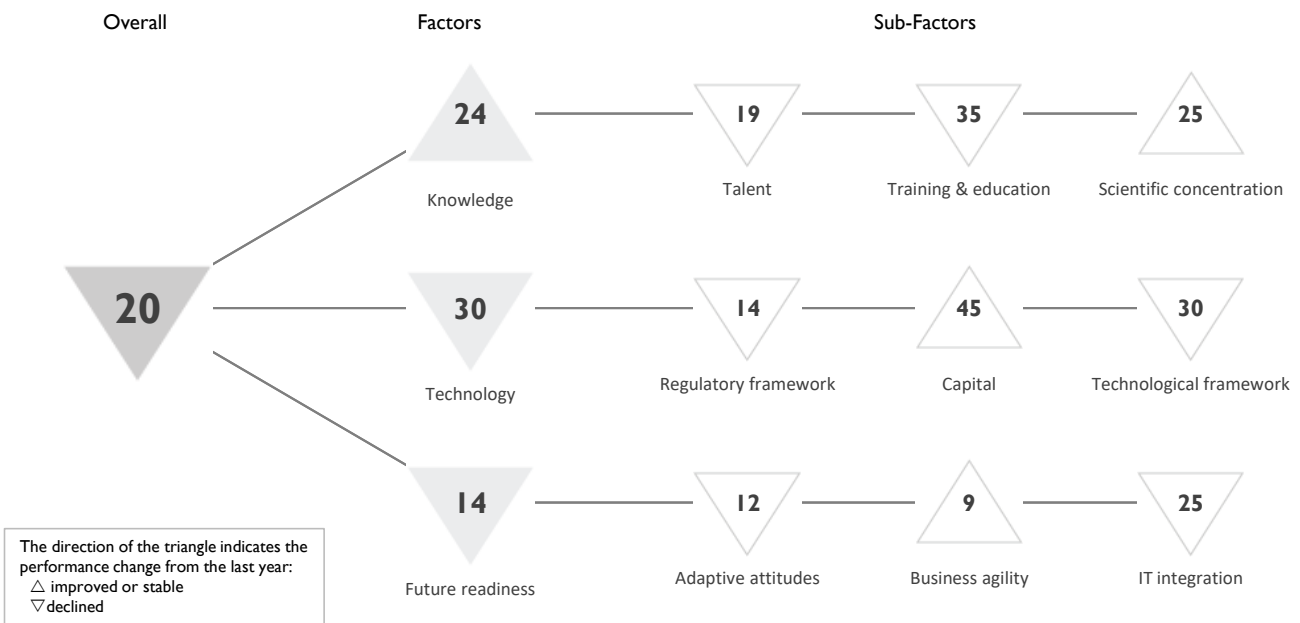 Overall
Factors
Sub-Factors
24
19
35
25
Knowledge
Talent
Training & education
Scientific concentration
20
30
14
45
30
Technology
Regulatory framework
Capital
Technological framework
14
12
9
25
Future readiness
Adaptive attitudes
Business agility
IT integration
The direction of the triangle indicates the
performance change from the last year:
△ improved or stable
▽ declined